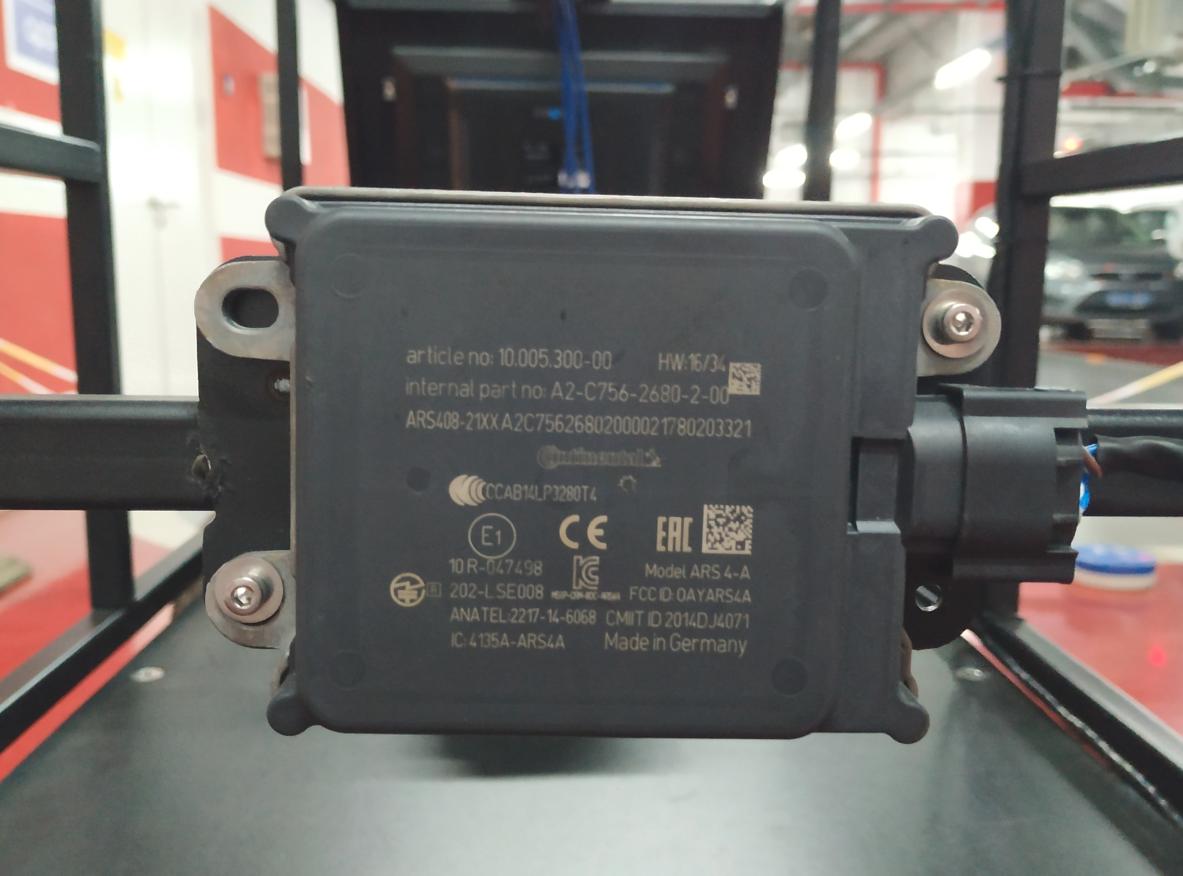 article no: 10.005.300-00 HW:16/34
internal part no: A2-C756-2680-2-00
ARS408-21XX A2C75626802000021780203321
Continental
CCAB14LP3280T4
E1 CE EAC
10 R-047498 Model ARS 4-A
R 202-LSE008 FCC ID: OAYARS4A
ANATEL:2217-14-6068 CMIIT ID 2014DJ4071
IC: 4135A-ARS4A Made in Germany